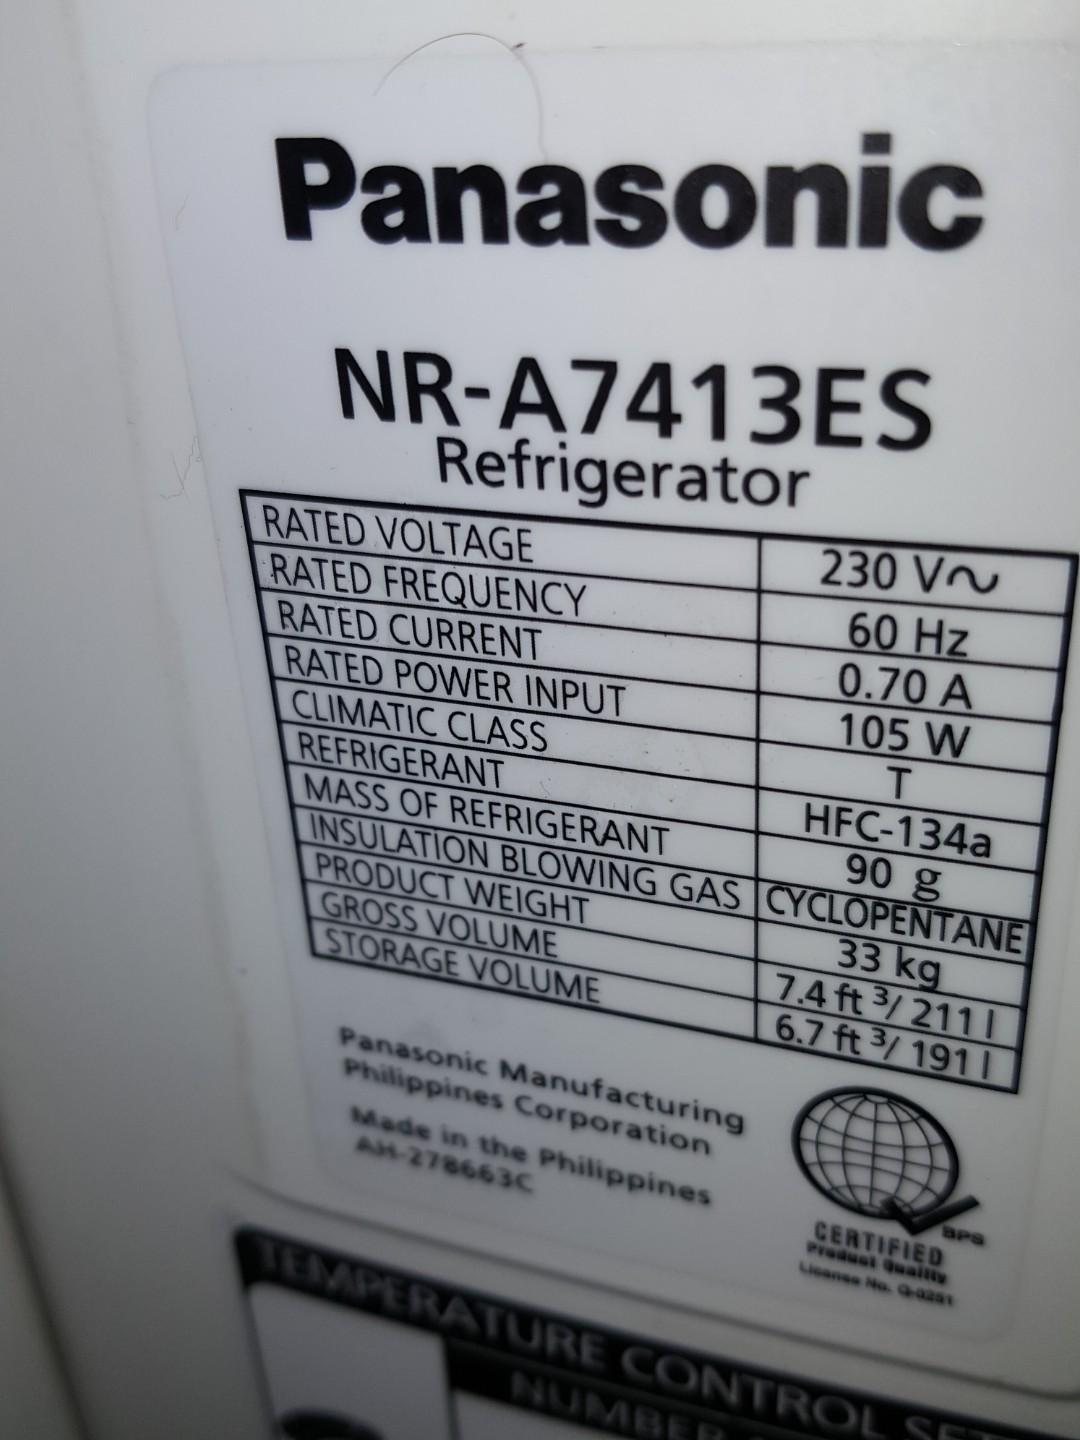 Panasonic
NR-A7413ES
Refrigerator
RATED VOLTAGE 230 V~
RATED FREQUENCY 60 Hz
RATED CURRENT 0.70 A
RATED POWER INPUT 105 W
CLIMATIC CLASS T
REFRIGERANT HFC-134a
MASS OF REFRIGERANT 90 g
INSULATION BLOWING GAS CYCLOPENTANE
PRODUCT WEIGHT 33 kg
GROSS VOLUME 7.4 ft ³/ 211 l
STORAGE VOLUME 6.7 ft ³/ 191 l
Panasonic Manufacturing
Philippines Corporation
Made in the Philippines
AH-278663C
BPS
CERTIFIED
Product Quality
License No.
TEMPERATURE CONTROL
NUMBER